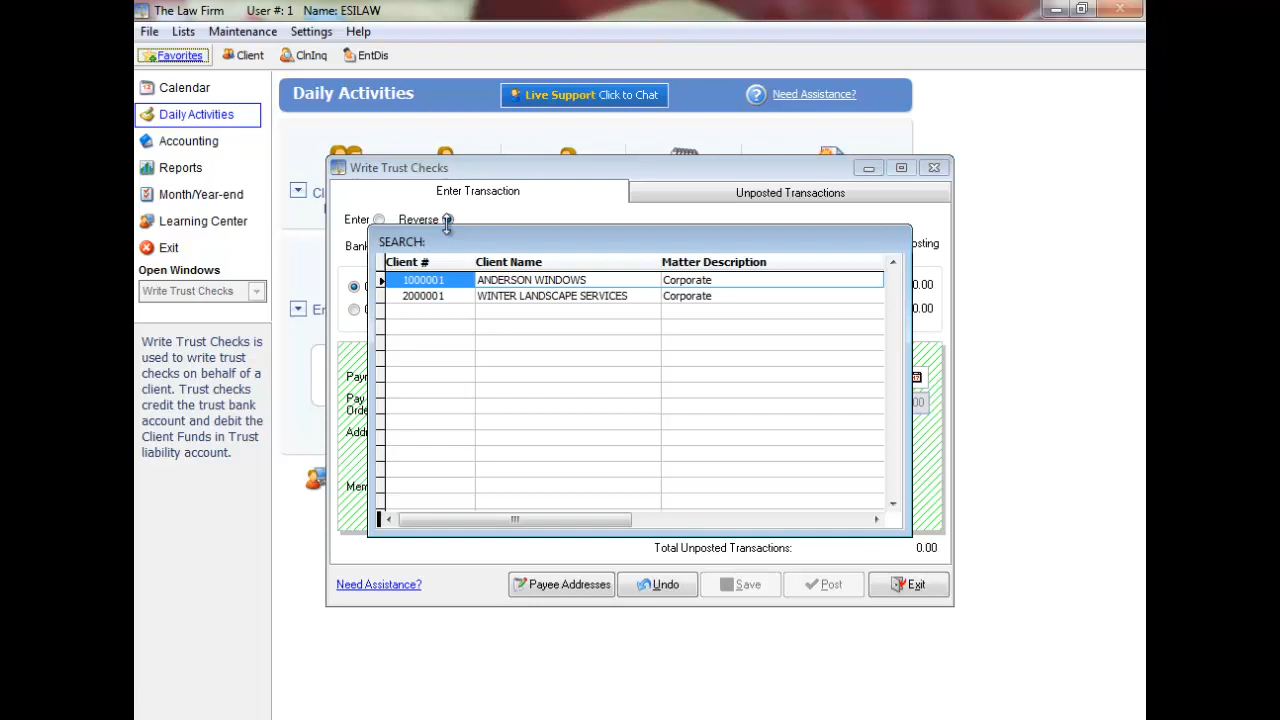 The Law Firm User #: 1 Name: ESILAW
File Lists Maintenance Settings Help
Favorites Client ClnInq EntDis
Calendar
Daily Activities
Accounting
Reports
Month/Year-end
Learning Center
Exit
Open Windows
Write Trust Checks
Write Trust Checks is
used to write trust
checks on behalf of a
client. Trust checks
credit the trust bank
account and debit the
Client Funds in Trust
liability account.
Daily Activities
Live Support Click to Chat
? Need Assistance?
Write Trust Checks
Enter Transaction
Unposted Transactions
Enter Reverse
SEARCH:
Client # Client Name Matter Description
1000001 ANDERSON WINDOWS Corporate
2000001 WINTER LANDSCAPE SERVICES Corporate
Total Unposted Transactions: 0.00
Need Assistance?
Payee Addresses Undo Save Post Exit